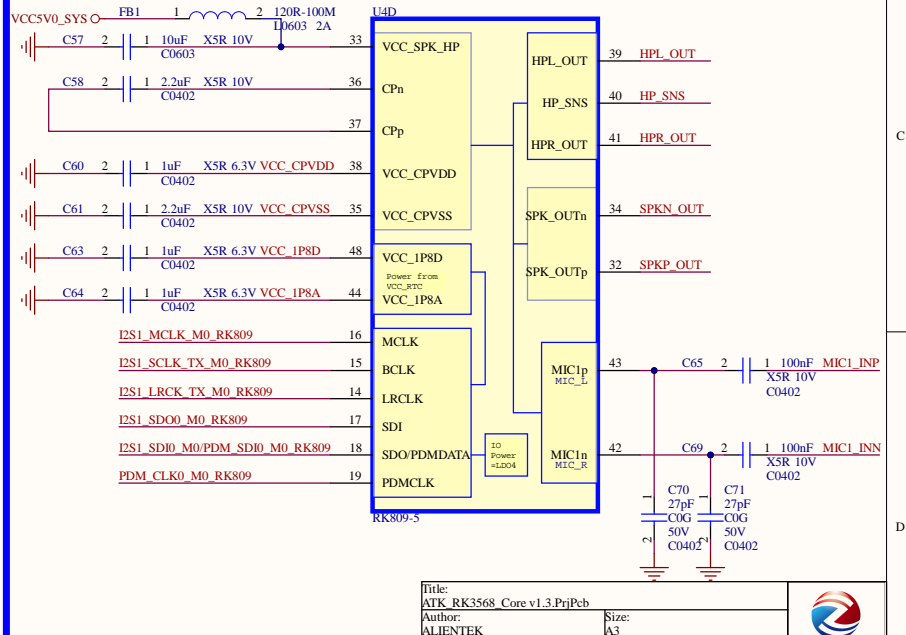 VCC5V0_SYS FB1 1 2 120R-100M U4D
L0603 2A
C57 2 1 10uF X5R 10V 33 VCC_SPK_HP
C0603
C58 2 1 2.2uF X5R 10V 36 CPn
C0402
37 CPp
C60 2 1 1uF X5R 6.3V VCC_CPVDD 38 VCC_CPVDD
C0402
C61 2 1 2.2uF X5R 10V VCC_CPVSS 35 VCC_CPVSS
C0402
C63 2 1 1uF X5R 6.3V VCC_1P8D 48 VCC_1P8D
C0402
Power from
VCC_RTC
C64 2 1 1uF X5R 6.3V VCC_1P8A 44 VCC_1P8A
C0402
I2S1_MCLK_M0_RK809 16 MCLK
I2S1_SCLK_TX_M0_RK809 15 BCLK
I2S1_LRCK_TX_M0_RK809 14 LRCLK
I2S1_SDO0_M0_RK809 17 SDI
I2S1_SDI0_M0/PDM_SDI0_M0_RK809 18 SDO/PDMDATA
PDM_CLK0_M0_RK809 19 PDMCLK
IO
Power
=LDO4
RK809-5
HPL_OUT 39 HPL_OUT
HP_SNS 40 HP_SNS
HPR_OUT 41 HPR_OUT
SPK_OUTn 34 SPKN_OUT
SPK_OUTp 32 SPKP_OUT
MIC1p 43 C65 2 1 100nF MIC1_INP
MIC_L X5R 10V
C0402
MIC1n 42 C69 2 1 100nF MIC1_INN
MIC_R X5R 10V
C0402
1 C70 1 C71
27pF 27pF
C0G C0G
50V 50V
2 C0402 2 C0402
C
D
Title:
ATK_RK3568_Core v1.3.PrjPcb
Author: Size:
ALIENTEK A3